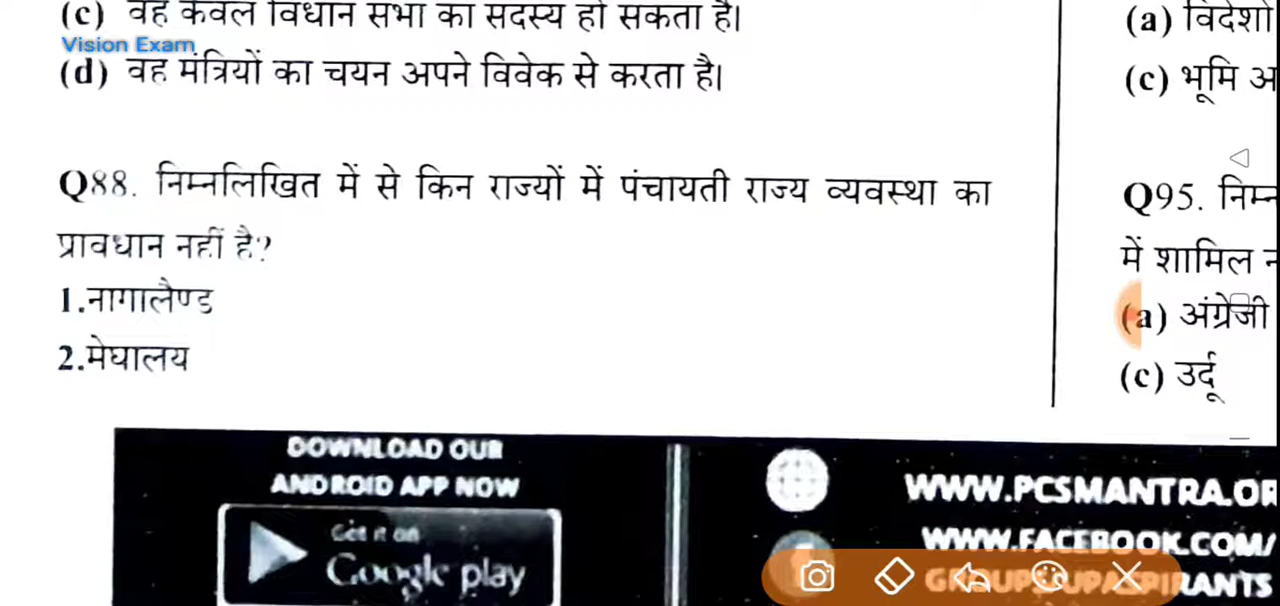 (c) वह केवल विधान सभा का सदस्य हो सकता है।
Vision Exam
(d) वह मंत्रियों का चयन अपने विवेक से करता है।
Q88. निम्नलिखित में से किन राज्यों में पंचायती राज्य व्यवस्था का
प्रावधान नहीं है?
1.नागालैण्ड
2.मेघालय
(a) विदेशो
(c) भूमि अ
Q95. निम्न
में शामिल न
(a) अंग्रेजी
(c) उर्दू
DOWNLOAD OUR
ANDROID APP NOW
Get it on
Google play
WWW.PCSMANTRA.OR
WWW.FACEBOOK.COM/